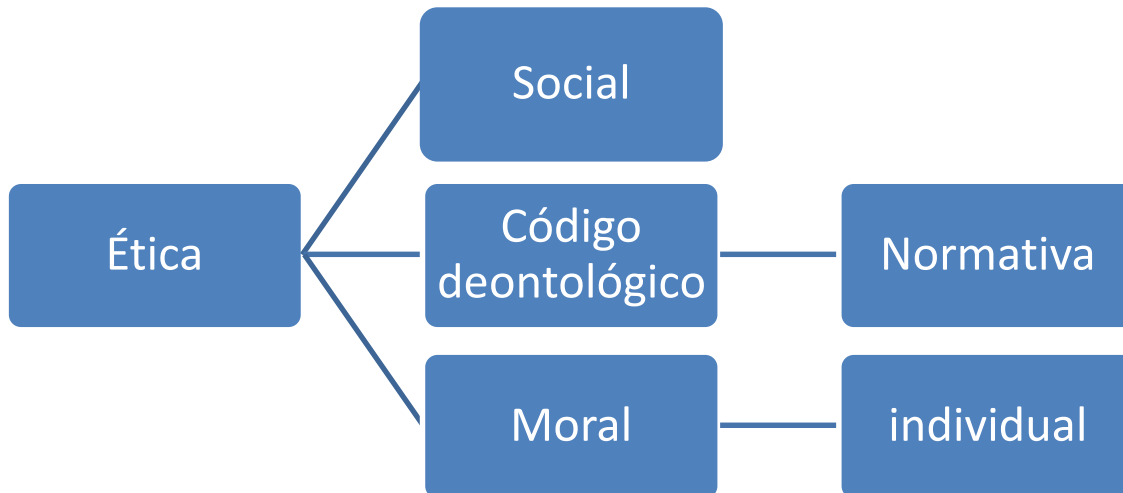 Social
Ética
Código
deontológico
Normativa
Moral
individual